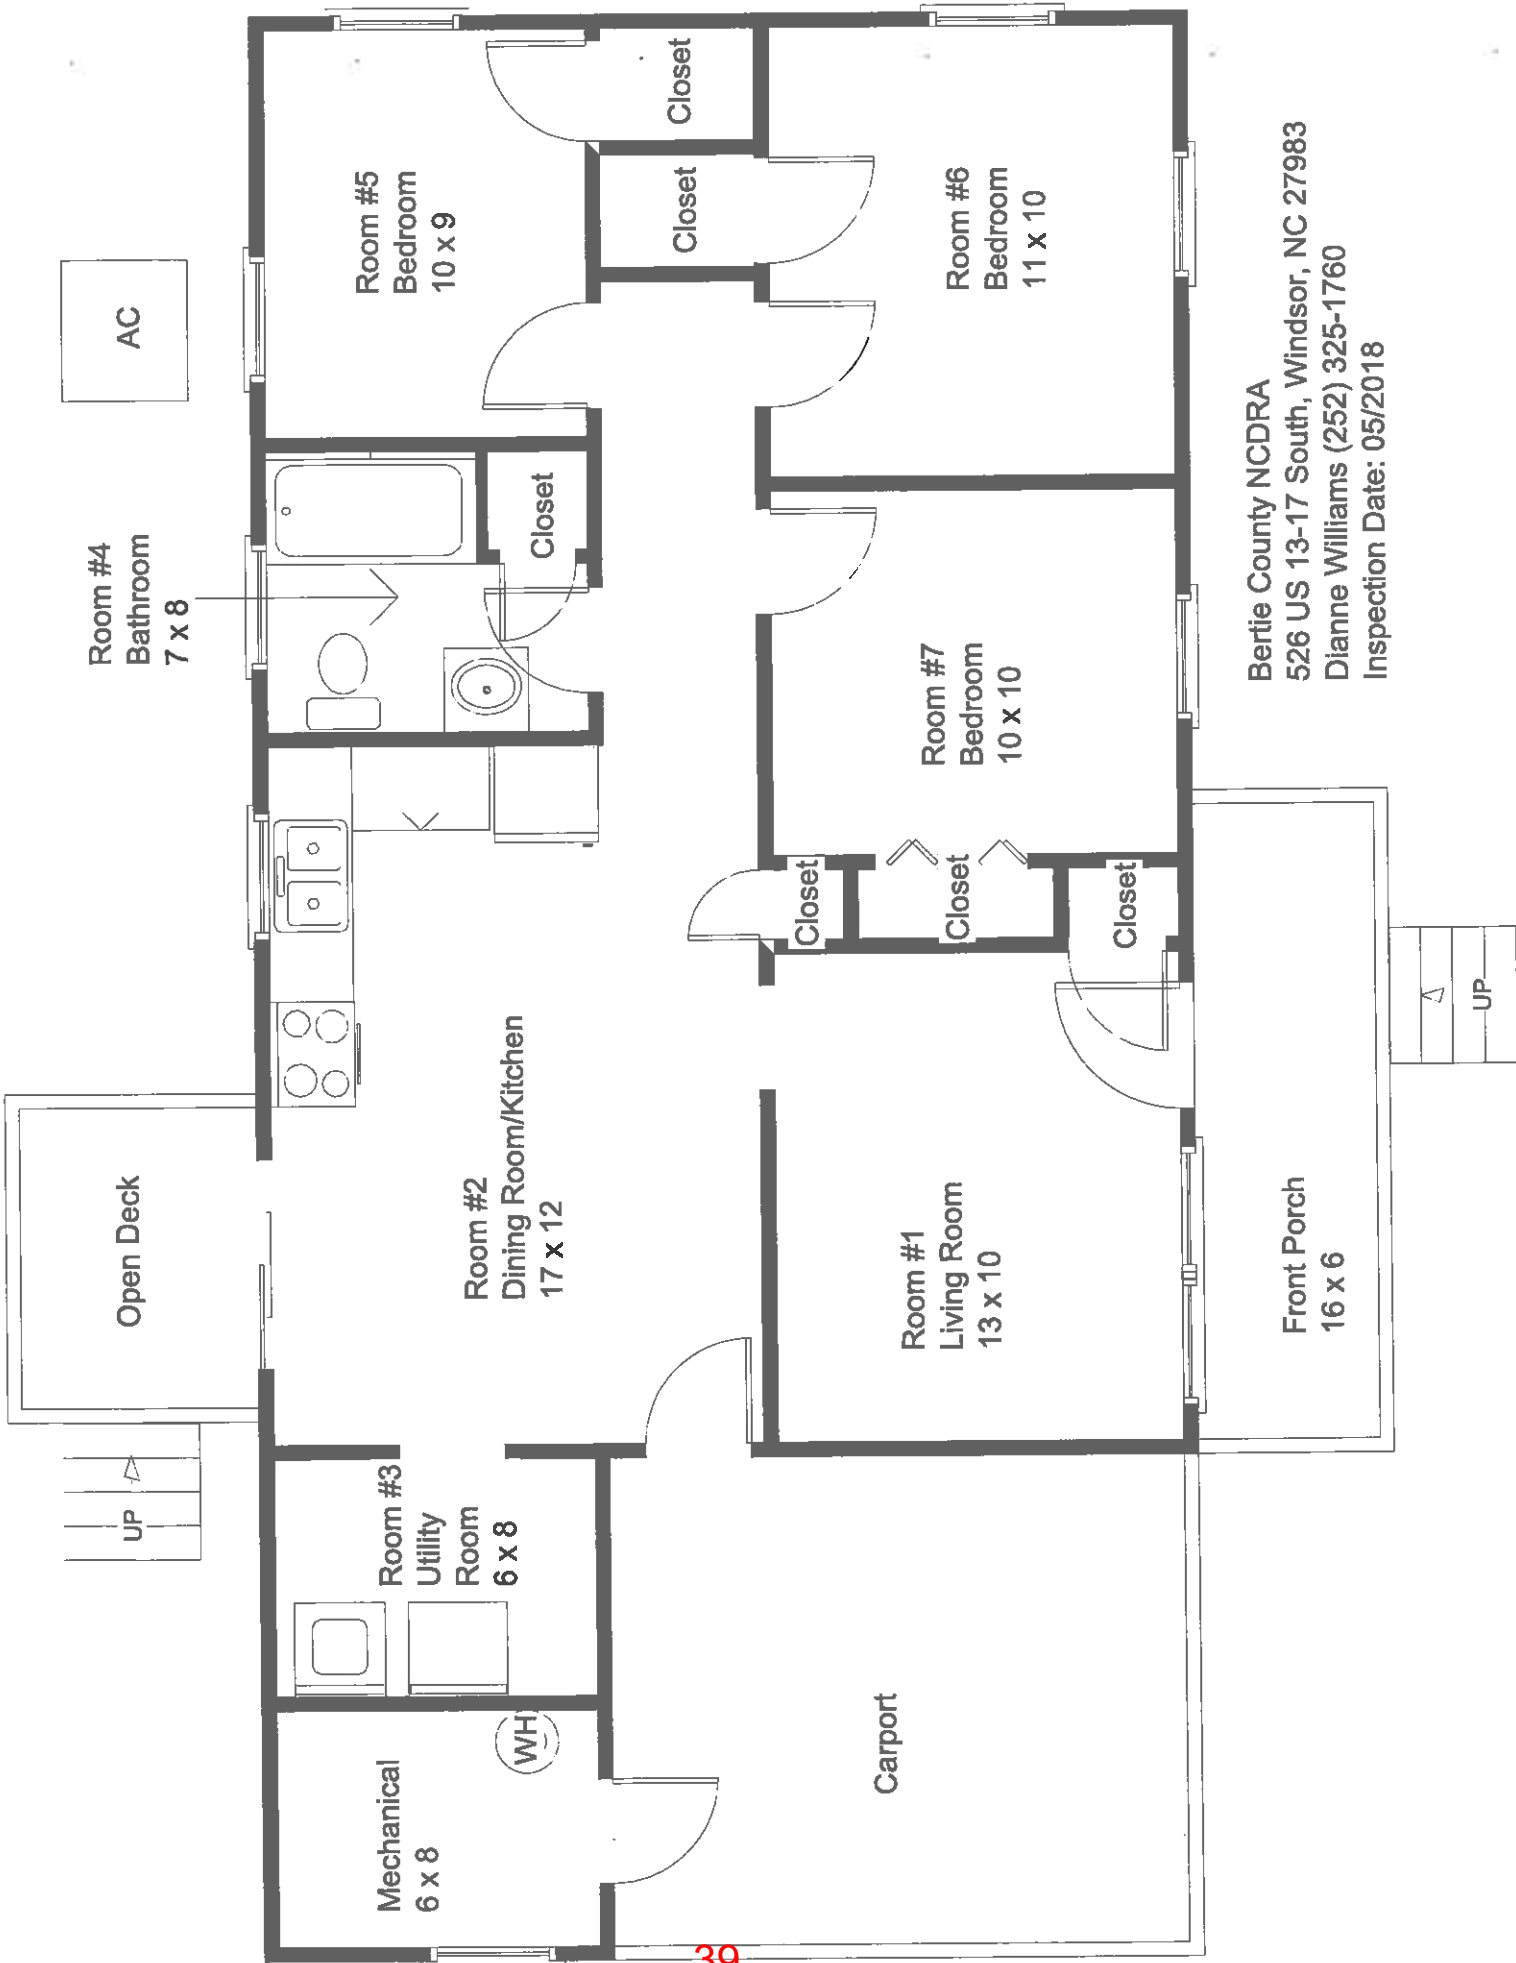 Open Deck
UP
Room #4
Bathroom
7 x 8
AC
Mechanical
6 x 8
WH
Room #3
Utility
Room
6 x 8
Room #2
Dining Room/Kitchen
17 x 12
Closet
Room #5
Bedroom
10 x 9
Closet
Closet
Carport
Room #1
Living Room
13 x 10
Closet
Closet
Closet
Room #7
Bedroom
10 x 10
Room #6
Bedroom
11 x 10
Front Porch
16 x 6
UP
Bertie County NCDRA
526 US 13-17 South, Windsor, NC 27983
Dianne Williams (252) 325-1760
Inspection Date: 05/2018
39